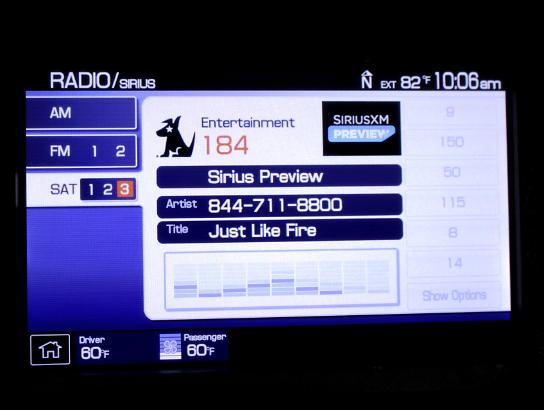 RADIO/SIRIUS
N EXT 82°F 10:06am
AM
FM 1 2
SAT 1 2 3
Entertainment
184
SIRIUSXM
PREVIEW
Sirius Preview
Artist 844-711-8800
Title Just Like Fire
9
150
50
115
8
14
Show Options
Driver
60°F
Passenger
60°F